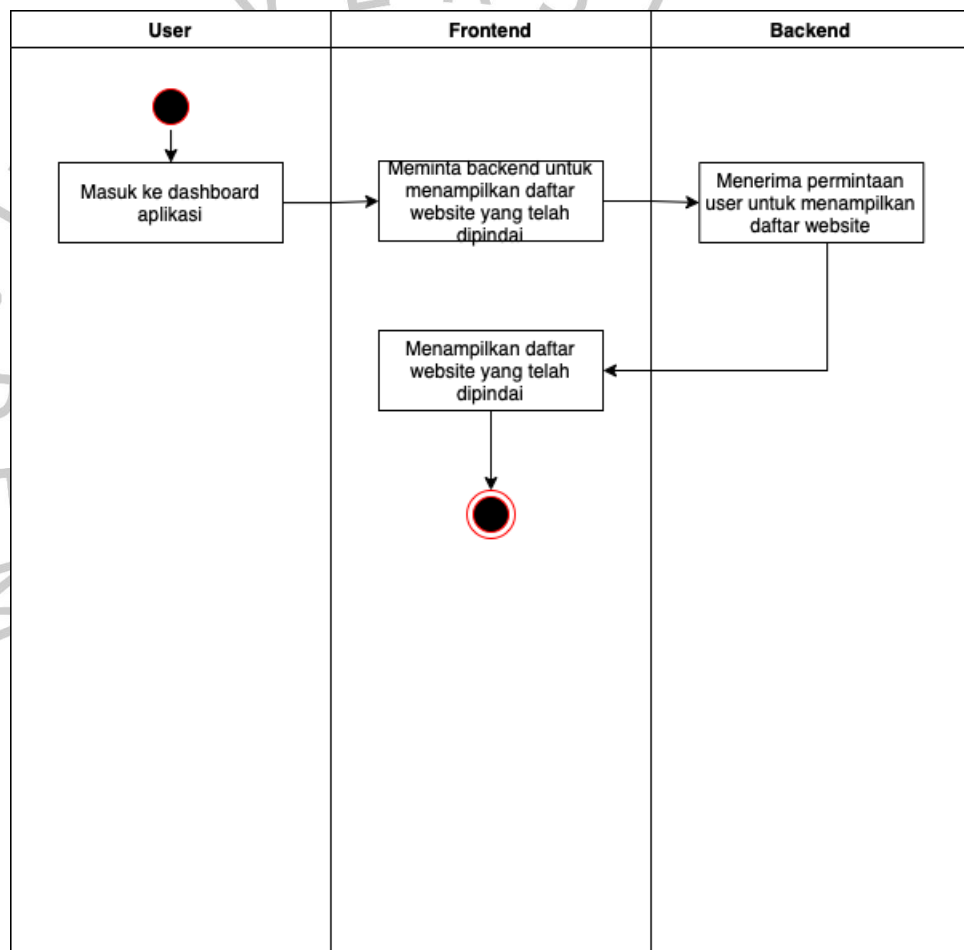 User
Frontend
Backend
Masuk ke dashboard
aplikasi
Meminta backend untuk
menampilkan daftar
website yang telah
dipindai
Menerima permintaan
user untuk menampilkan
daftar website
Menampilkan daftar
website yang telah
dipindai